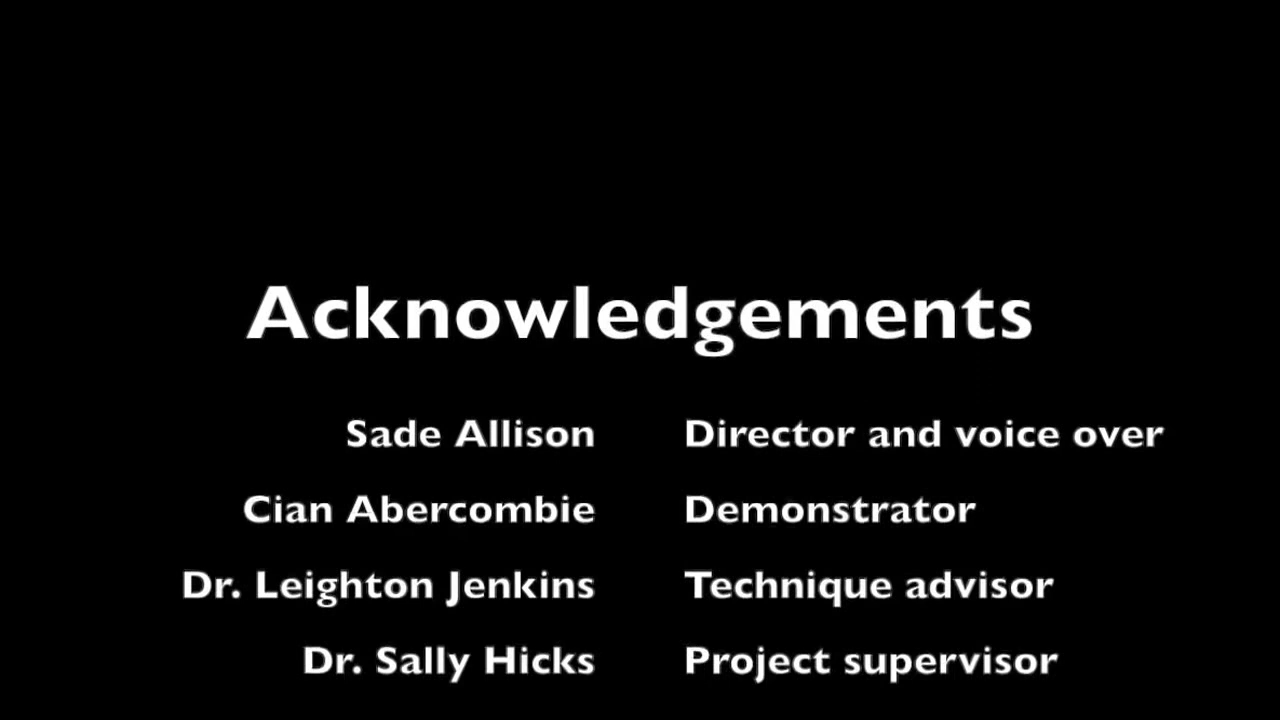 Acknowledgements
Sade Allison Director and voice over
Cian Abercombie Demonstrator
Dr. Leighton Jenkins Technique advisor
Dr. Sally Hicks Project supervisor